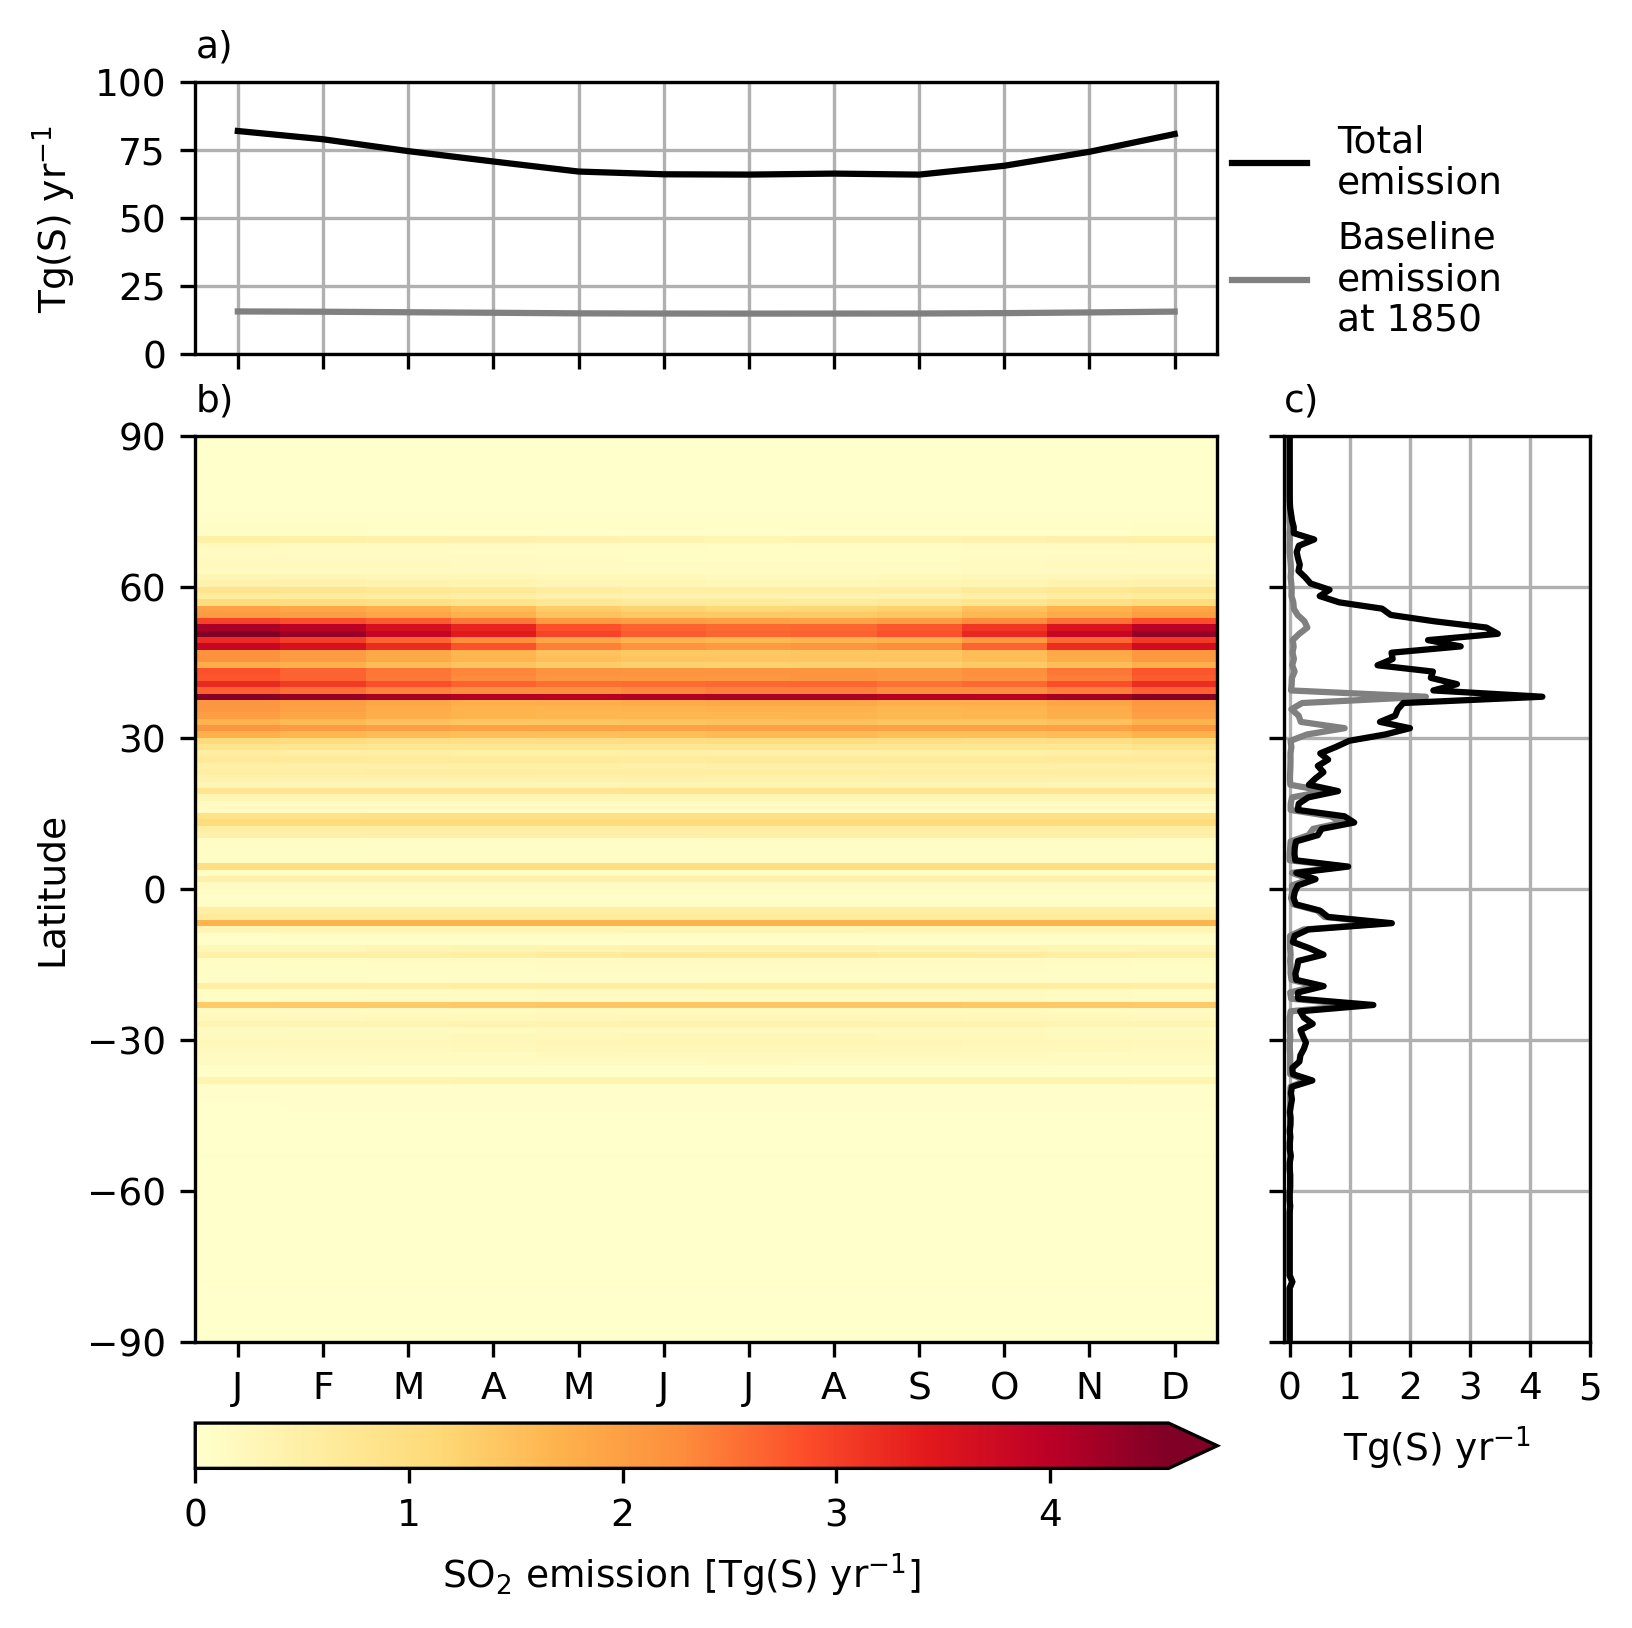 a)
100
75
50
25
0
Tg(S) yr⁻¹
Total
emission
Baseline
emission
at 1850
b)
90
60
30
0
−30
−60
−90
Latitude
J F M A M J J A S O N D
c)
0 1 2 3 4 5
Tg(S) yr⁻¹
0 1 2 3 4
SO₂ emission [Tg(S) yr⁻¹]